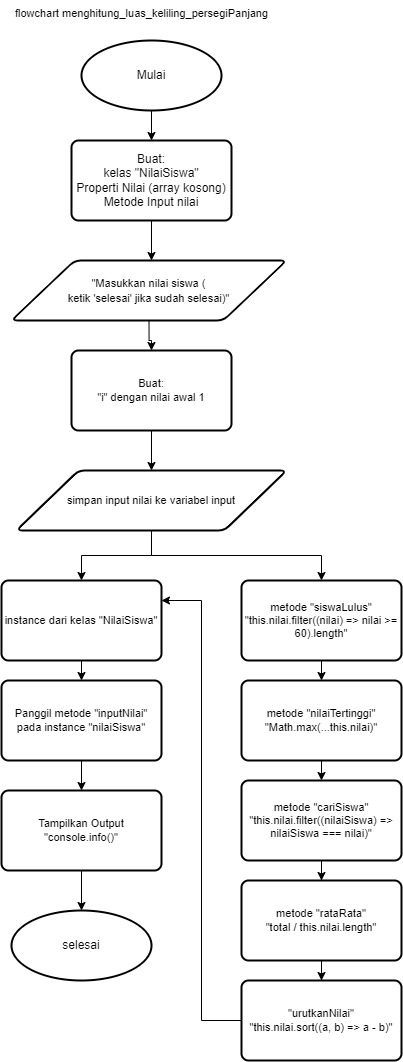 flowchart menghitung_luas_keliling_persegiPanjang
Mulai
Buat:
kelas "NilaiSiswa"
Properti Nilai (array kosong)
Metode Input nilai
"Masukkan nilai siswa (
ketik 'selesai' jika sudah selesai)"
Buat:
"i" dengan nilai awal 1
simpan input nilai ke variabel input
instance dari kelas "NilaiSiswa"
Panggil metode "inputNilai"
pada instance "nilaiSiswa"
Tampilkan Output
"console.info()"
selesai
metode "siswaLulus"
"this.nilai.filter((nilai) => nilai >=
60).length"
metode "nilaiTertinggi"
"Math.max(...this.nilai)"
metode "cariSiswa"
"this.nilai.filter((nilaiSiswa) =>
nilaiSiswa === nilai)"
metode "rataRata"
"total / this.nilai.length"
"urutkanNilai"
"this.nilai.sort((a, b) => a - b)"